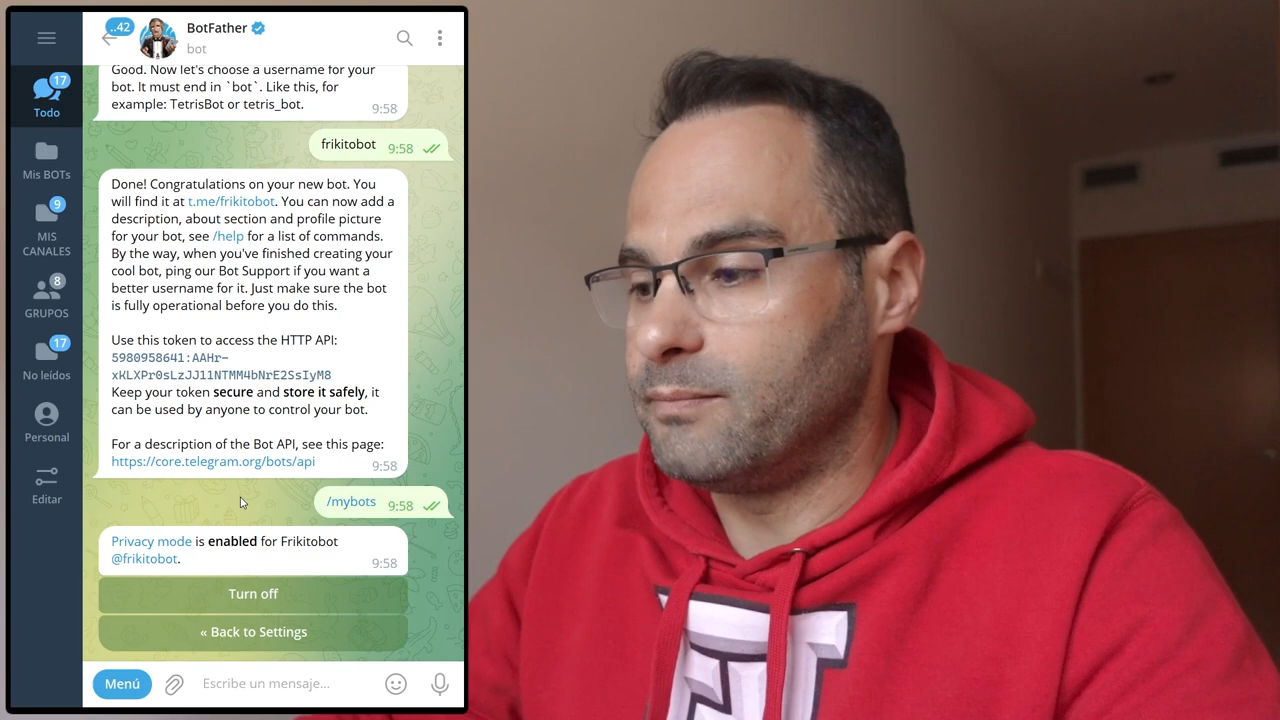 ..42
BotFather
bot
17
Todo
Mis BOTs
9
MIS
CANALES
8
GRUPOS
17
No leídos
Personal
Editar
Good. Now let's choose a username for your
bot. It must end in `bot`. Like this, for
example: TetrisBot or tetris_bot.
9:58
frikitobot 9:58
Done! Congratulations on your new bot. You
will find it at t.me/frikitobot. You can now add a
description, about section and profile picture
for your bot, see /help for a list of commands.
By the way, when you've finished creating your
cool bot, ping our Bot Support if you want a
better username for it. Just make sure the bot
is fully operational before you do this.
Use this token to access the HTTP API:
5980958641:AAHr-
xKLXPr0sLzJJ11NTMM4bNrE2SsIyM8
Keep your token secure and store it safely, it
can be used by anyone to control your bot.
For a description of the Bot API, see this page:
https://core.telegram.org/bots/api
9:58
/mybots 9:58
Privacy mode is enabled for Frikitobot
@frikitobot.
9:58
Turn off
« Back to Settings
Menú
Escribe un mensaje...